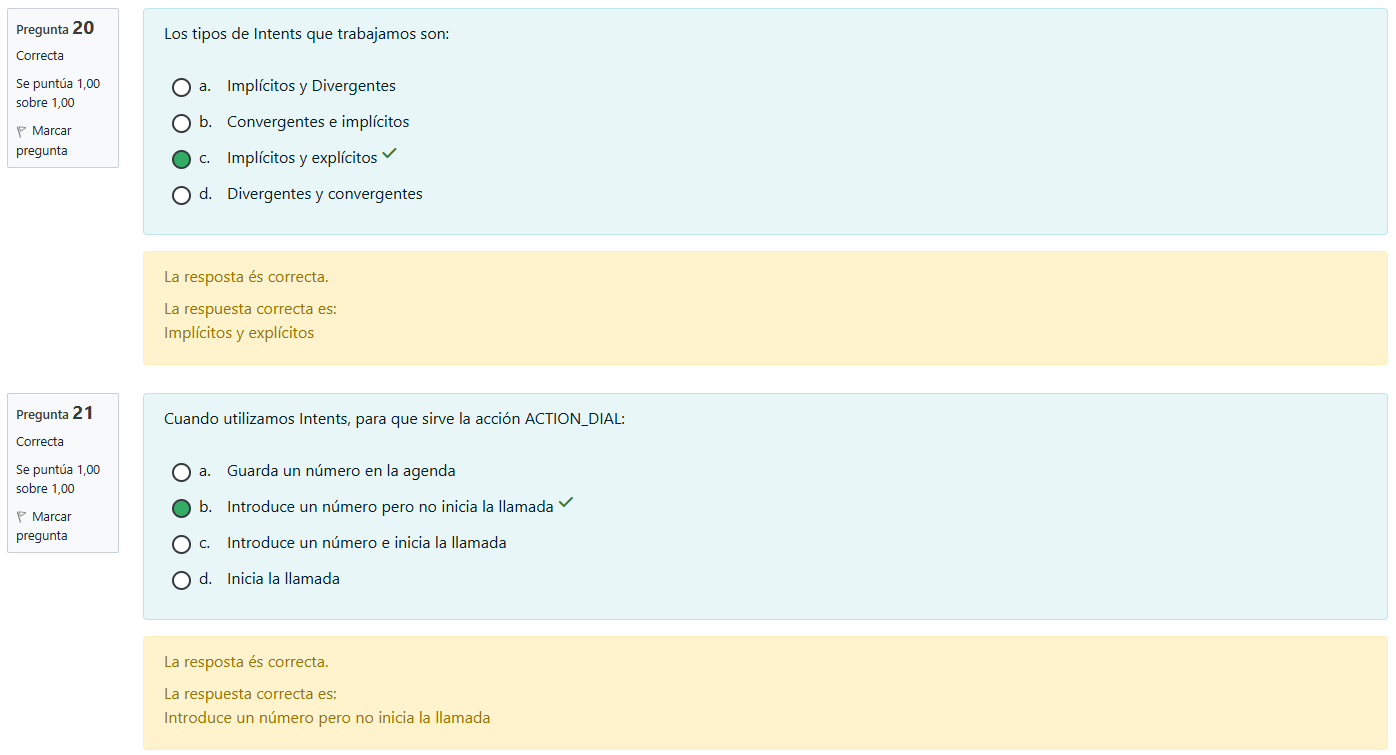 Pregunta 20
Correcta
Se puntúa 1,00
sobre 1,00
Marcar
pregunta
Los tipos de Intents que trabajamos son:
a. Implícitos y Divergentes
b. Convergentes e implícitos
c. Implícitos y explícitos
d. Divergentes y convergentes
La resposta és correcta.
La respuesta correcta es:
Implícitos y explícitos
Pregunta 21
Correcta
Se puntúa 1,00
sobre 1,00
Marcar
pregunta
Cuando utilizamos Intents, para que sirve la acción ACTION_DIAL:
a. Guarda un número en la agenda
b. Introduce un número pero no inicia la llamada
c. Introduce un número e inicia la llamada
d. Inicia la llamada
La resposta és correcta.
La respuesta correcta es:
Introduce un número pero no inicia la llamada